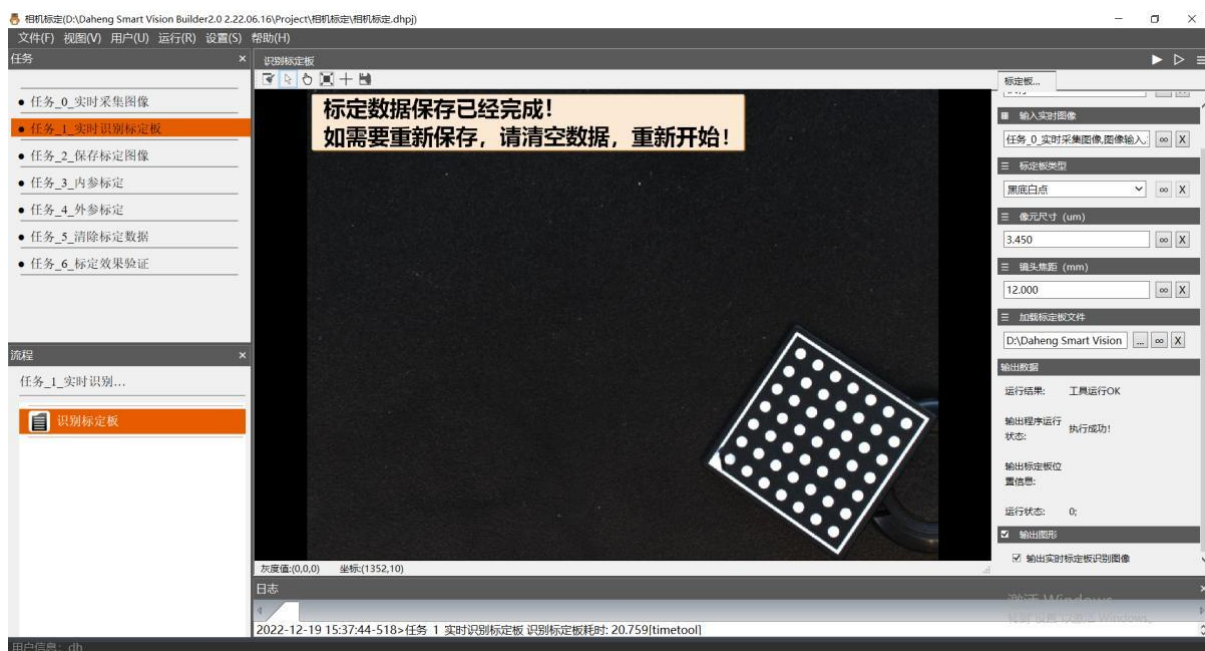 相机标定(D:\Daheng Smart Vision Builder2.0 2.22.06.16\Project\相机标定\相机标定.dhpj)
文件(F) 视图(V) 用户(U) 运行(R) 设置(S) 帮助(H)
任务
任务_0_实时采集图像
任务_1_实时识别标定板
任务_2_保存标定图像
任务_3_内参标定
任务_4_外参标定
任务_5_清除标定数据
任务_6_标定效果验证
流程
任务_1_实时识别...
识别标定板
识别标定板
标定数据保存已经完成!
如需要重新保存，请清空数据，重新开始!
灰度值:(0,0,0) 坐标:(1352,10)
标定板...
输入实时图像
任务_0_实时采集图像,图像输入.
X
标定板类型
黑底白点
X
像元尺寸 (um)
3.450
X
镜头焦距 (mm)
12.000
X
加载标定板文件
D:\Daheng Smart Vision ... X
输出数据
运行结果: 工具运行OK
输出程序运行状态: 执行成功!
输出标定板位置信息:
运行状态: 0;
输出图形
输出实时标定板识别图像
日志
2022-12-19 15:37:44-518>任务_1_实时识别标定板 识别标定板耗时: 20.759[timetool]
激活 Windows
用户信息: dh